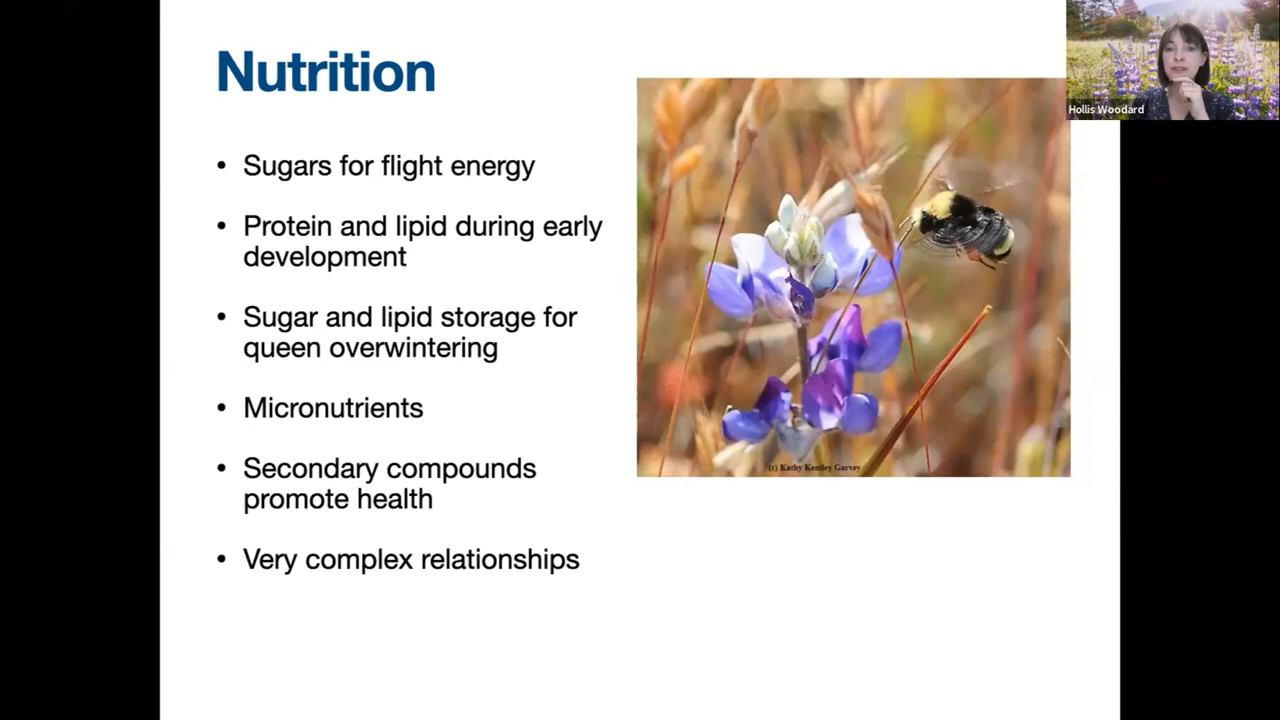 Nutrition
• Sugars for flight energy
• Protein and lipid during early
development
• Sugar and lipid storage for
queen overwintering
• Micronutrients
• Secondary compounds
promote health
• Very complex relationships
(c) Kathy Keatley Garvey
Hollis Woodard